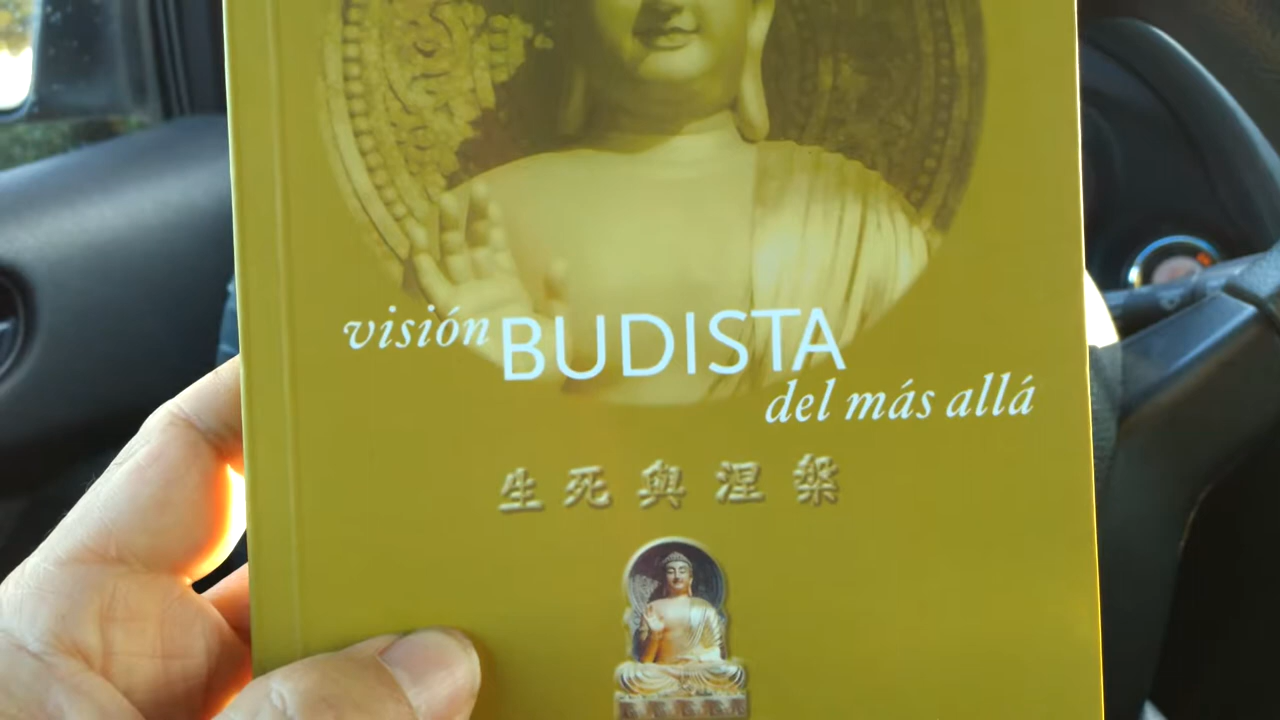 visión BUDISTA
del más allá
生死與涅槃